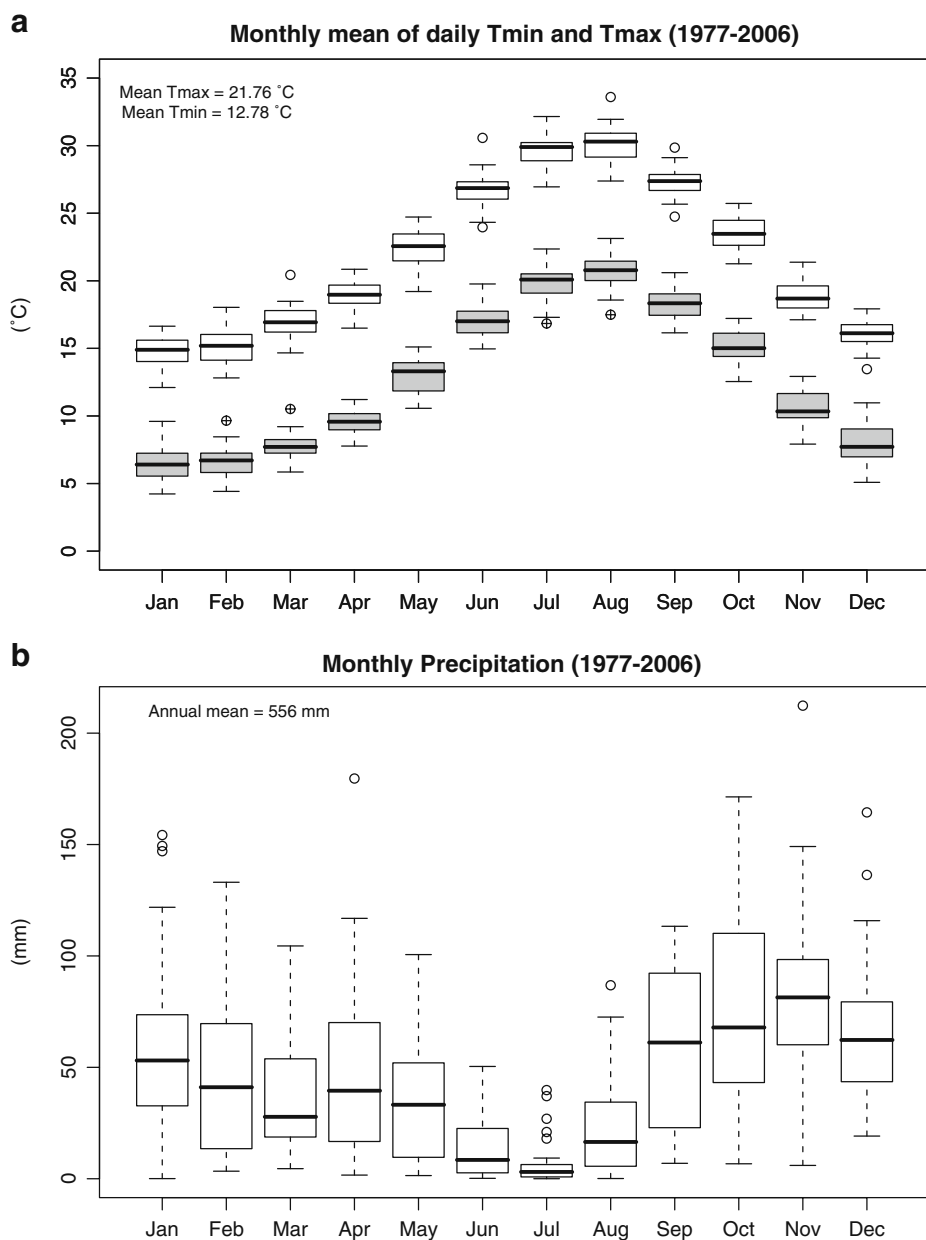 a
Monthly mean of daily Tmin and Tmax (1977-2006)
Mean Tmax = 21.76 ˚C
Mean Tmin = 12.78 ˚C
35
30
25
20
15
10
5
0
(˚C)
Jan Feb Mar Apr May Jun Jul Aug Sep Oct Nov Dec
b
Monthly Precipitation (1977-2006)
Annual mean = 556 mm
200
150
100
50
0
(mm)
Jan Feb Mar Apr May Jun Jul Aug Sep Oct Nov Dec